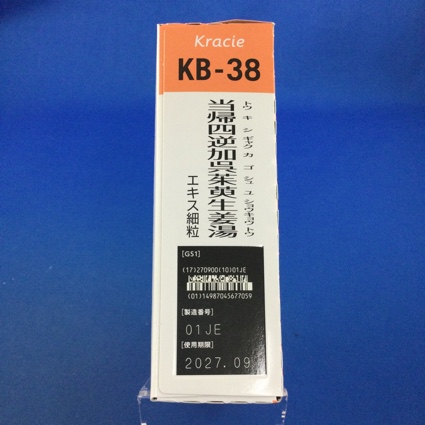 Kracie
KB-38
トウ キ シ ギャク カ ゴ シュ ユ ショウキョウ トウ
当帰四逆加呉茱萸生姜湯
エキス細粒
[GS1]
(17)270900(10)01JE
(01)14987045677059
[製造番号]
01JE
[使用期限]
2027.09